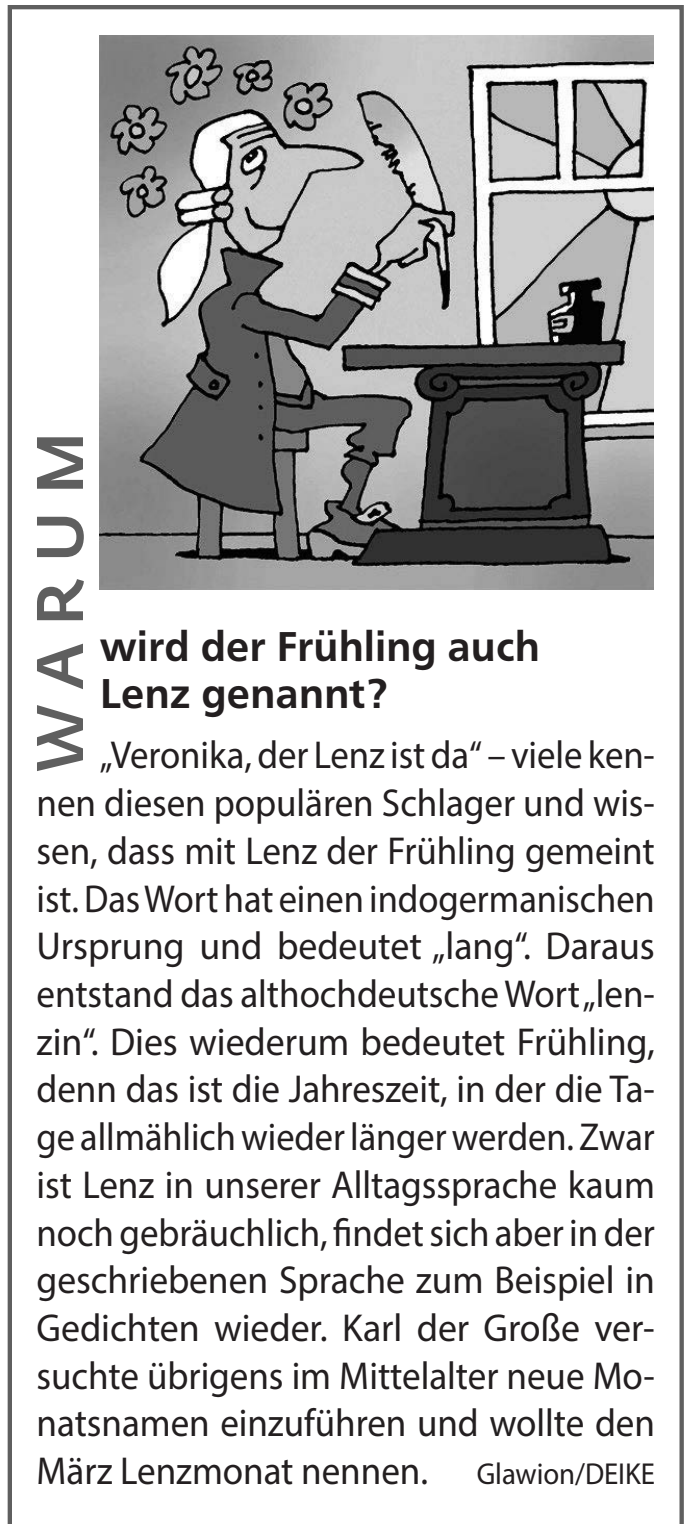 WARUM
wird der Frühling auch
Lenz genannt?
„Veronika, der Lenz ist da“ – viele ken-
nen diesen populären Schlager und wis-
sen, dass mit Lenz der Frühling gemeint
ist. Das Wort hat einen indogermanischen
Ursprung und bedeutet „lang“. Daraus
entstand das althochdeutsche Wort „len-
zin“. Dies wiederum bedeutet Frühling,
denn das ist die Jahreszeit, in der die Ta-
ge allmählich wieder länger werden. Zwar
ist Lenz in unserer Alltagssprache kaum
noch gebräuchlich, findet sich aber in der
geschriebenen Sprache zum Beispiel in
Gedichten wieder. Karl der Große ver-
suchte übrigens im Mittelalter neue Mo-
natsnamen einzuführen und wollte den
März Lenzmonat nennen. Glawion/DEIKE